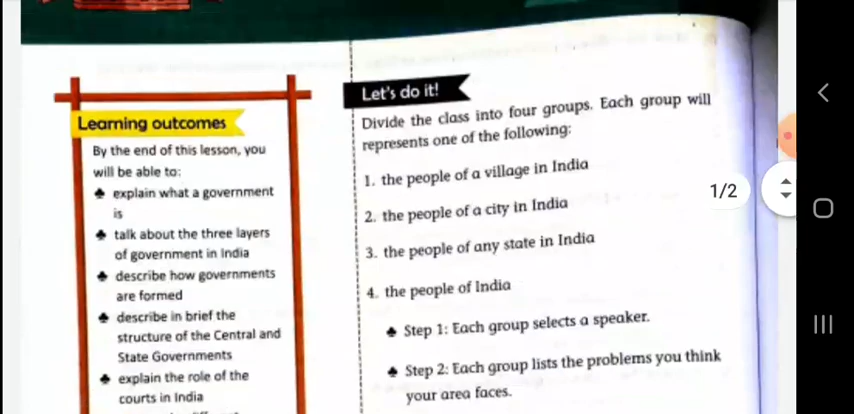 Learning outcomes
By the end of this lesson, you
will be able to:
♣ explain what a government
is
♣ talk about the three layers
of government in India
♣ describe how governments
are formed
♣ describe in brief the
structure of the Central and
State Governments
♣ explain the role of the
courts in India
Let's do it!
Divide the class into four groups. Each group will
represents one of the following:
1. the people of a village in India
2. the people of a city in India
3. the people of any state in India
4. the people of India
♣ Step 1: Each group selects a speaker.
♣ Step 2: Each group lists the problems you think
your area faces.
1/2